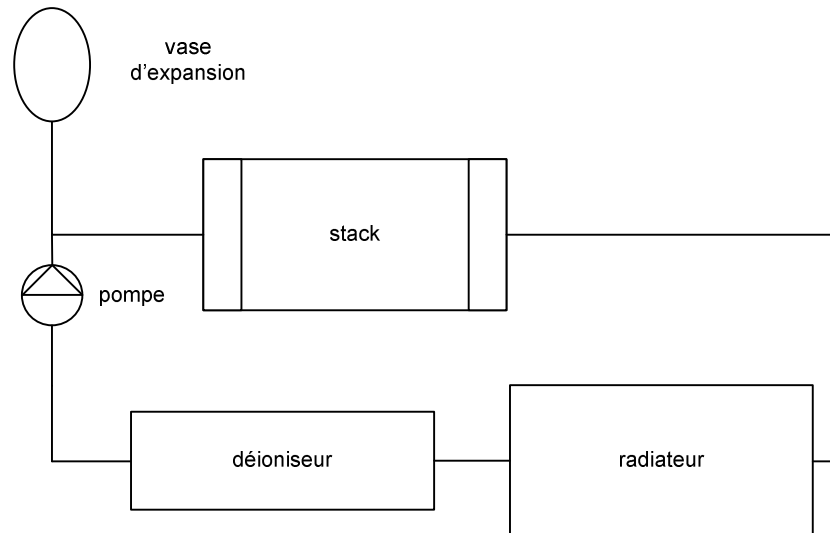 vase
d'expansion
stack
pompe
déioniseur
radiateur